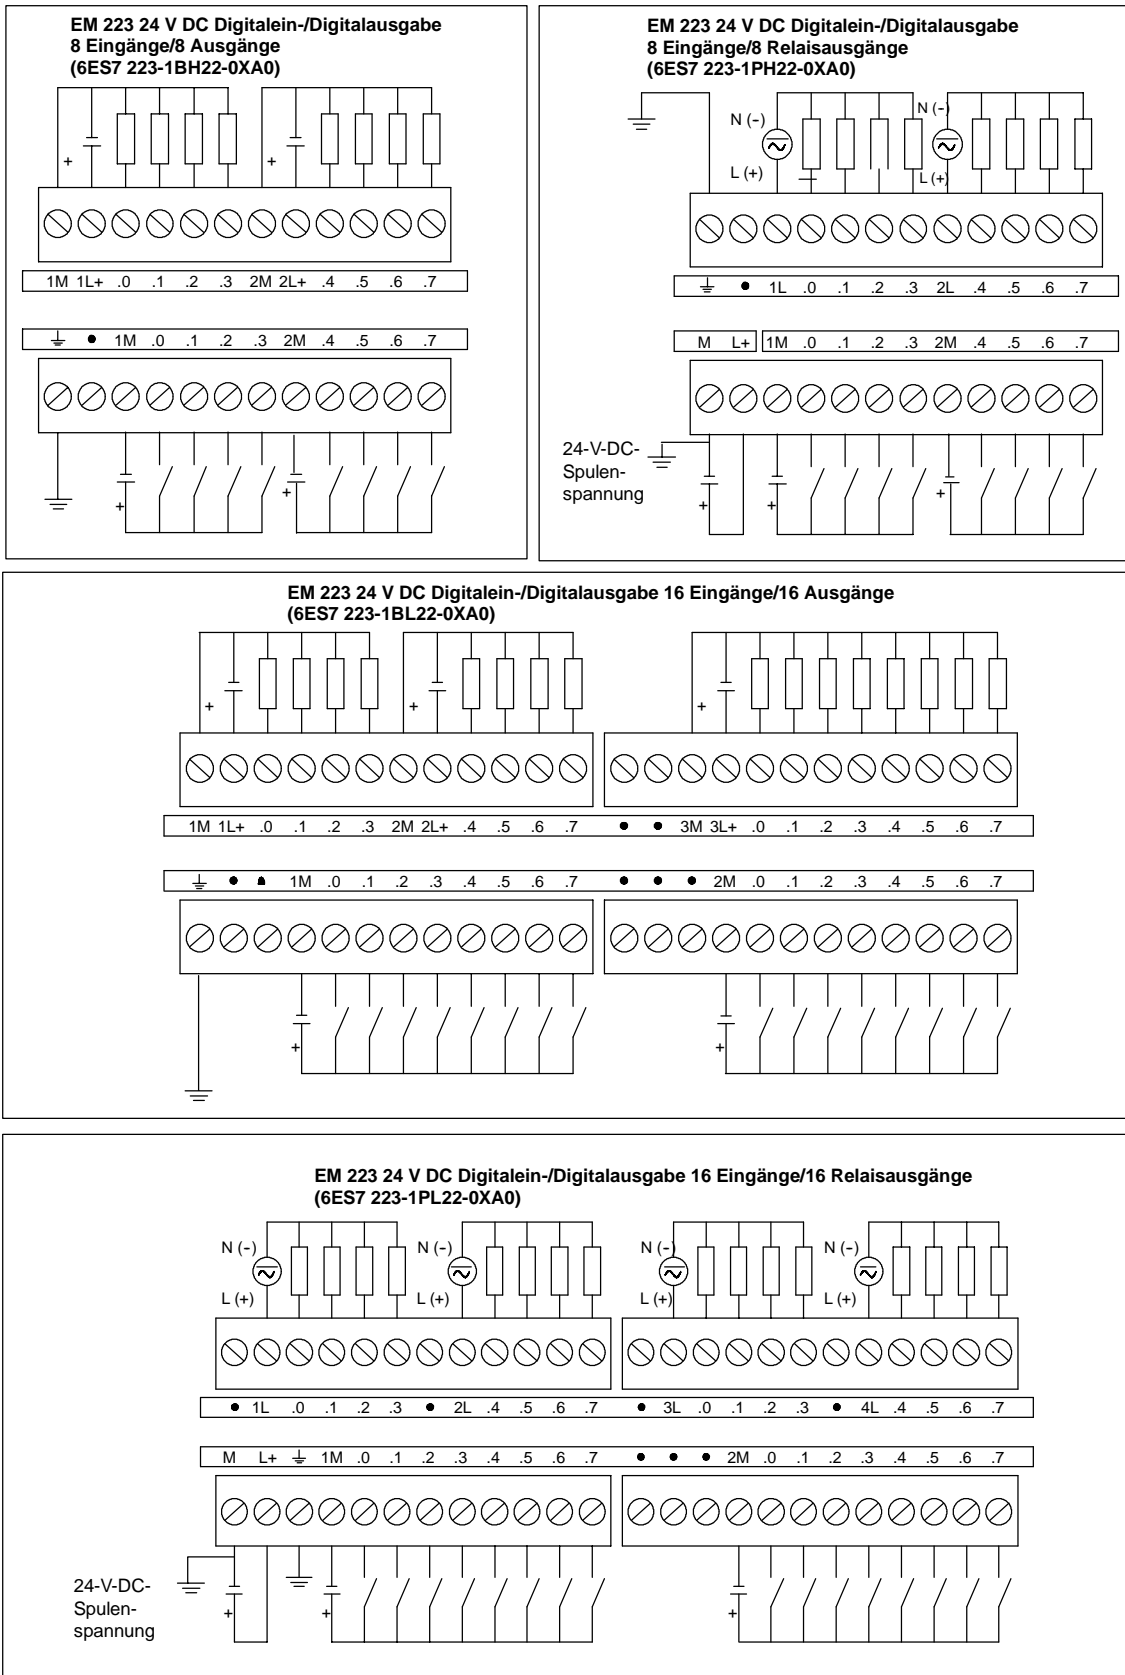 EM 223 24 V DC Digitalein-/Digitalausgabe
8 Eingänge/8 Ausgänge
(6ES7 223-1BH22-0XA0)
+ +
1M 1L+ .0 .1 .2 .3 2M 2L+ .4 .5 .6 .7
1M .0 .1 .2 .3 2M .4 .5 .6 .7
+ +
EM 223 24 V DC Digitalein-/Digitalausgabe
8 Eingänge/8 Relaisausgänge
(6ES7 223-1PH22-0XA0)
N (-) N (-)
L (+) L (+)
1L .0 .1 .2 .3 2L .4 .5 .6 .7
M L+ 1M .0 .1 .2 .3 2M .4 .5 .6 .7
24-V-DC-
Spulen-
spannung
+ + +
EM 223 24 V DC Digitalein-/Digitalausgabe 16 Eingänge/16 Ausgänge
(6ES7 223-1BL22-0XA0)
+ + +
1M 1L+ .0 .1 .2 .3 2M 2L+ .4 .5 .6 .7 3M 3L+ .0 .1 .2 .3 .4 .5 .6 .7
1M .0 .1 .2 .3 .4 .5 .6 .7 2M .0 .1 .2 .3 .4 .5 .6 .7
+ +
EM 223 24 V DC Digitalein-/Digitalausgabe 16 Eingänge/16 Relaisausgänge
(6ES7 223-1PL22-0XA0)
N (-) N (-) N (-) N (-)
L (+) L (+) L (+) L (+)
1L .0 .1 .2 .3 2L .4 .5 .6 .7 3L .0 .1 .2 .3 4L .4 .5 .6 .7
M L+ 1M .0 .1 .2 .3 .4 .5 .6 .7 2M .0 .1 .2 .3 .4 .5 .6 .7
24-V-DC-
Spulen-
spannung
+ + +